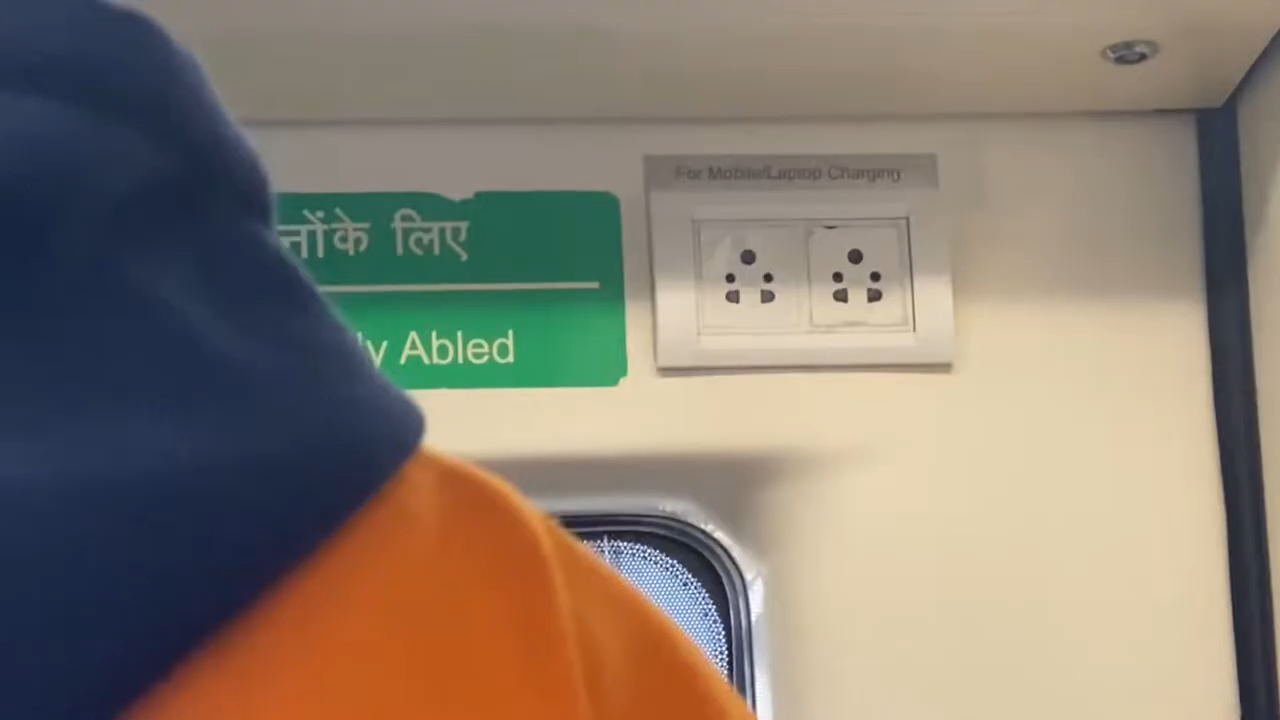 के लिए
Abled
For Mobile/Laptop Charging